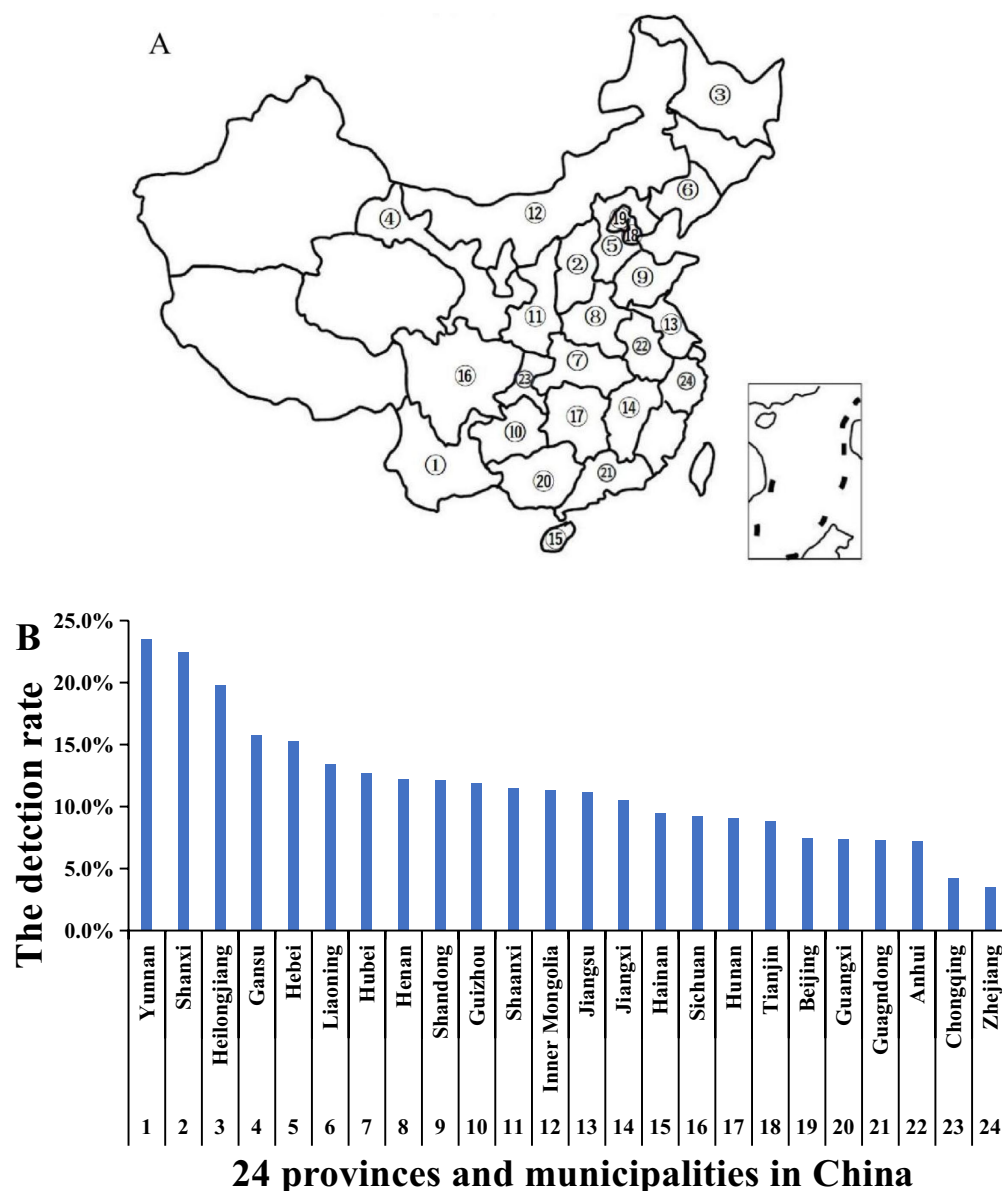 A
③
⑥
④
⑫
⑲
⑱
⑤
②
⑨
⑪
⑧
⑬
㉒
⑦
⑯
㉓
㉔
⑭
⑰
⑩
①
⑳
㉑
⑮
B
The detction rate
25.0%
20.0%
15.0%
10.0%
5.0%
0.0%
Yunnan
Shanxi
Heilongjiang
Gansu
Hebei
Liaoning
Hubei
Henan
Shandong
Guizhou
Shaanxi
Inner Mongolia
Jiangsu
Jiangxi
Hainan
Sichuan
Hunan
Tianjin
Beijing
Guangxi
Guagndong
Anhui
Chongqing
Zhejiang
1 2 3 4 5 6 7 8 9 10 11 12 13 14 15 16 17 18 19 20 21 22 23 24
24 provinces and municipalities in China